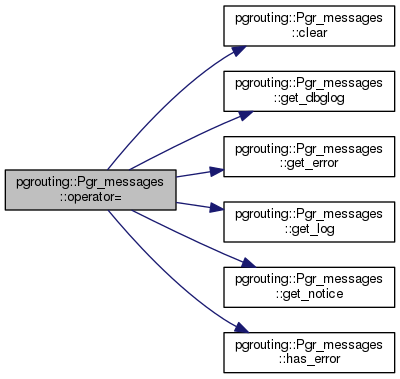 pgrouting::Pgr_messages
::clear
pgrouting::Pgr_messages
::get_dbglog
pgrouting::Pgr_messages
::get_error
pgrouting::Pgr_messages
::operator=
pgrouting::Pgr_messages
::get_log
pgrouting::Pgr_messages
::get_notice
pgrouting::Pgr_messages
::has_error